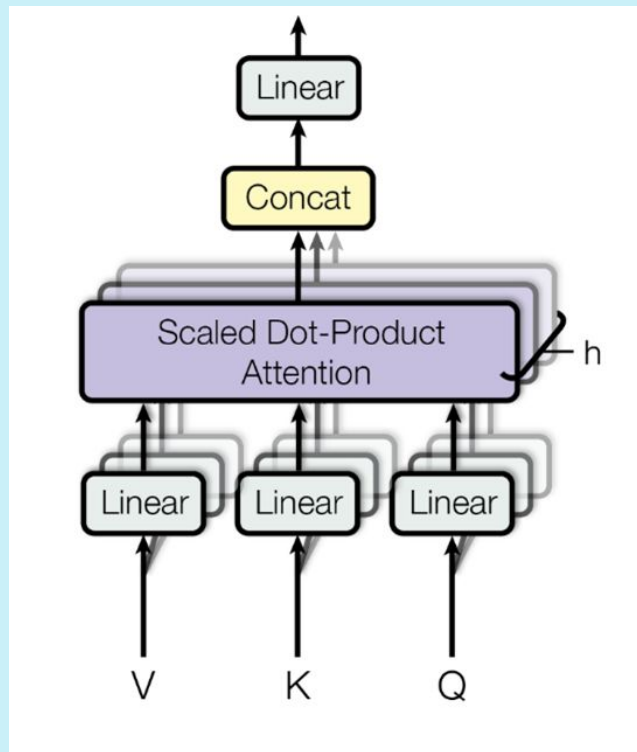 Linear
Concat
Scaled Dot-Product
Attention
h
Linear
Linear
Linear
V
K
Q